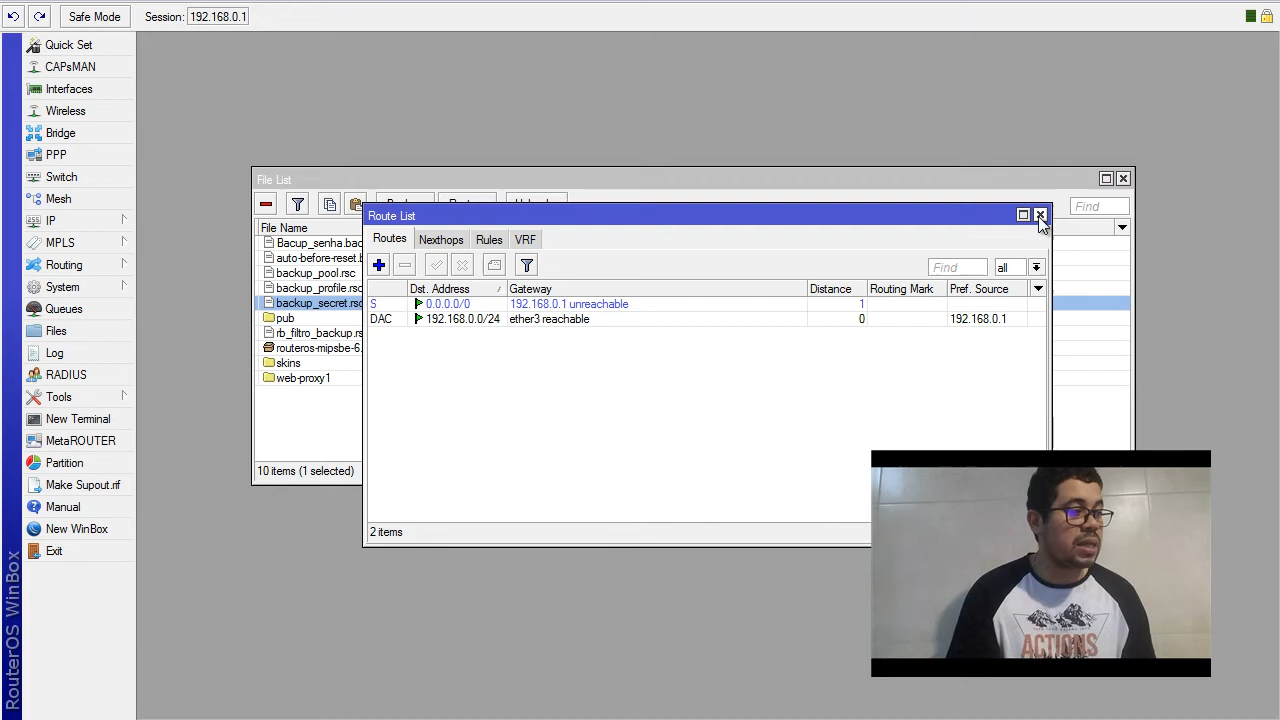 Safe Mode
Session:
192.168.0.1
Quick Set
CAPsMAN
Interfaces
Wireless
Bridge
PPP
Switch
Mesh
IP
MPLS
Routing
System
Queues
Files
Log
RADIUS
Tools
New Terminal
MetaROUTER
Partition
Make Supout.rif
Manual
New WinBox
Exit
RouterOS WinBox
File List
Find
File Name
Bacup_senha.bac
auto-before-reset.b
backup_pool.rsc
backup_profile.rsc
backup_secret.rsc
pub
rb_filtro_backup.rs
routeros-mipsbe-6.
skins
web-proxy1
10 items (1 selected)
Route List
Routes
Nexthops
Rules
VRF
Find
all
Dst. Address
Gateway
Distance
Routing Mark
Pref. Source
S 0.0.0.0/0 192.168.0.1 unreachable 1
DAC 192.168.0.0/24 ether3 reachable 0 192.168.0.1
2 items
ACTIONS